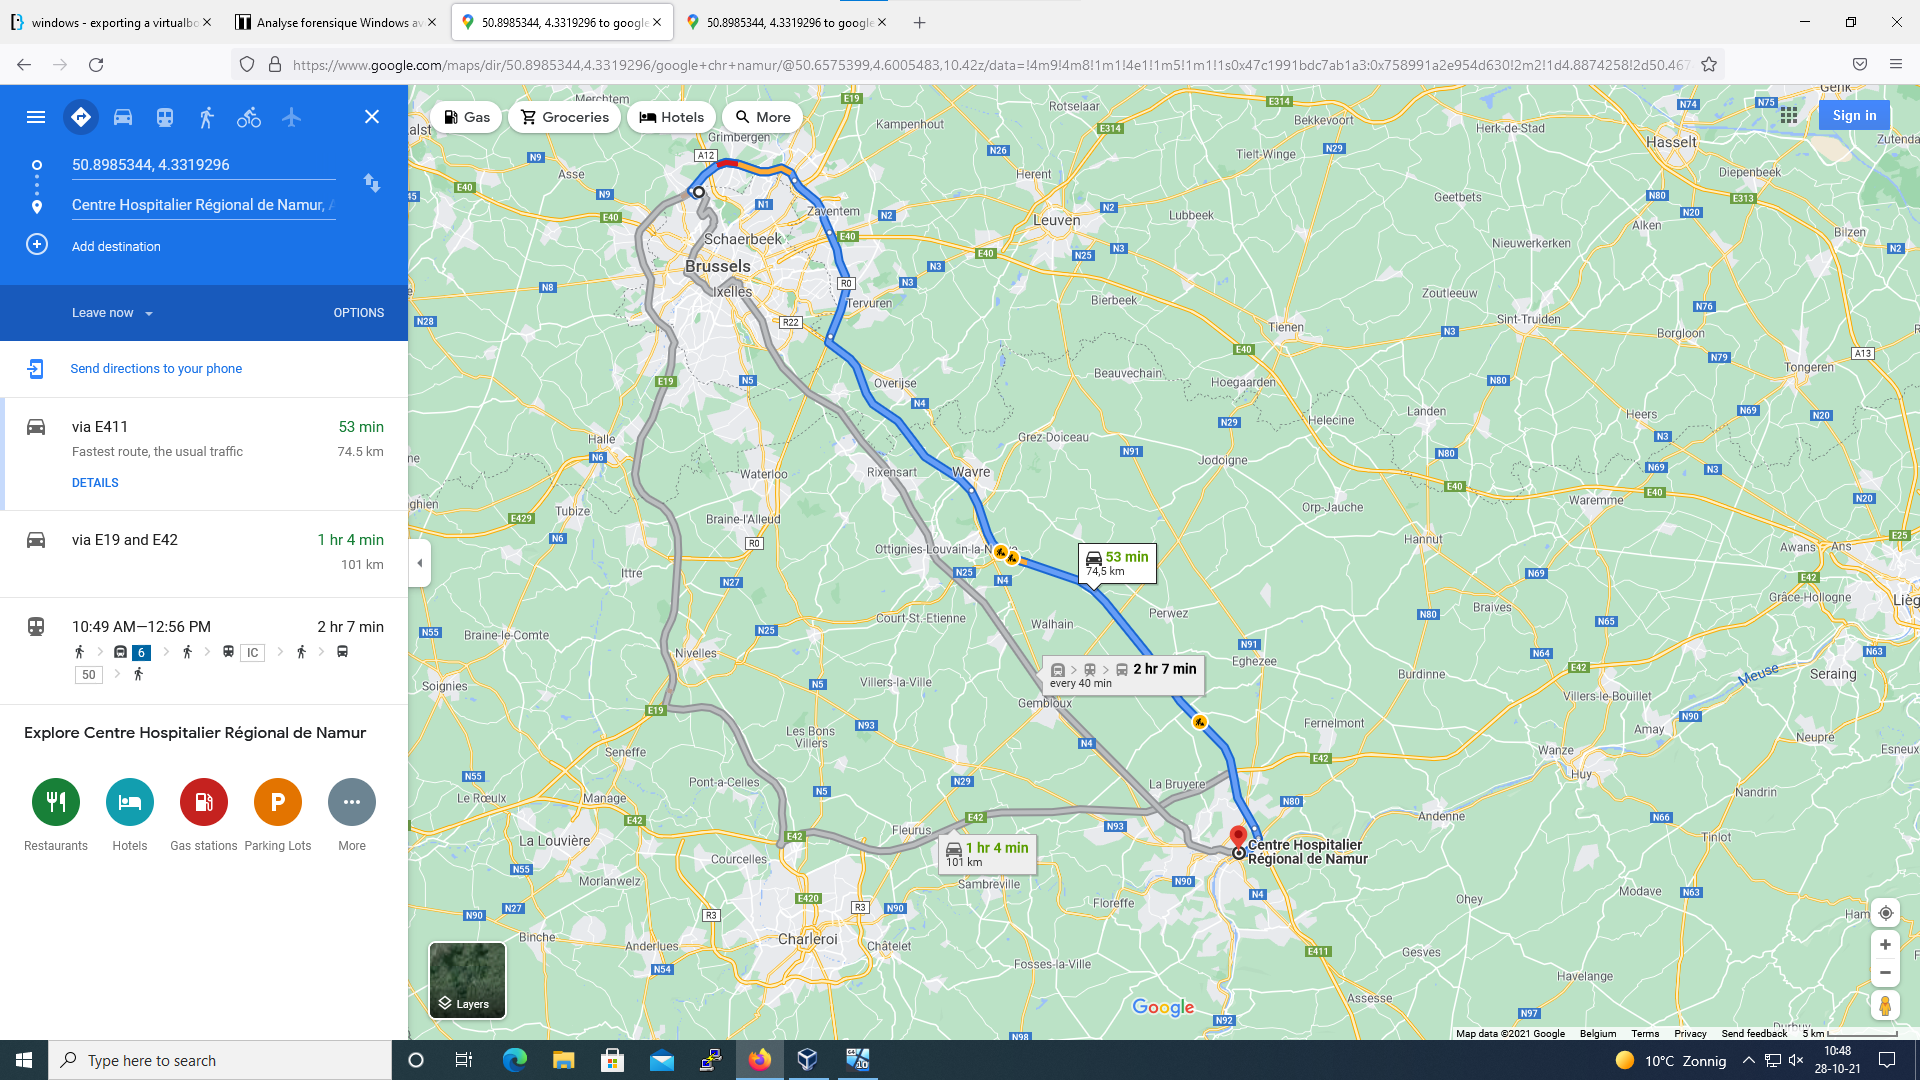 windows - exporting a virtualbo
Analyse forensique Windows av
50.8985344, 4.3319296 to google
50.8985344, 4.3319296 to google
https://www.google.com/maps/dir/50.8985344,4.3319296/google+chr+namur/@50.6575399,4.6005483,10.42z/data=!4m9!4m8!1m1!4e1!1m5!1m1!1s0x47c1991bdc7ab1a3:0x758991a2e954d630!2m2!1d4.8874258!2d50.467
50.8985344, 4.3319296
Centre Hospitalier Régional de Namur,
Add destination
Leave now
OPTIONS
Send directions to your phone
via E411
53 min
Fastest route, the usual traffic
74.5 km
DETAILS
via E19 and E42
1 hr 4 min
101 km
10:49 AM—12:56 PM
2 hr 7 min
6
IC
50
Explore Centre Hospitalier Régional de Namur
Restaurants
Hotels
Gas stations
Parking Lots
More
Gas
Groceries
Hotels
More
Sign in
Merchtem
Grimbergen
Kampenhout
Rotselaar
Bekkevoort
Herk-de-Stad
Hasselt
Genk
Zutenda
Diepenbeek
Asse
Tielt-Winge
Herent
Geetbets
Alken
Bilzen
Zaventem
Leuven
Lubbeek
Nieuwerkerken
Schaerbeek
Brussels
Ixelles
Tervuren
Bierbeek
Zoutleeuw
Sint-Truiden
Borgloon
Tienen
Tongeren
Overijse
Beauvechain
Hoegaarden
Landen
Heers
Helecine
Halle
Grez-Doiceau
Waterloo
Rixensart
Wavre
Jodoigne
Waremme
Tubize
Braine-l'Alleud
Orp-Jauche
Ottignies-Louvain-la-N
Hannut
Awans
Ans
Ittre
53 min
74,5 km
Grâce-Hollogne
Lièg
Court-St.-Etienne
Perwez
Walhain
Braives
Braine-le-Comte
Nivelles
Eghezee
2 hr 7 min
every 40 min
Burdinne
Meuse
Seraing
Soignies
Villers-la-Ville
Villers-le-Bouillet
Gembloux
Fernelmont
Amay
Les Bons
Villers
Neupré
Esneux
Seneffe
Wanze
Huy
Pont-a-Celles
La Bruyere
Nandrin
Le Rœulx
Manage
Andenne
La Louvière
Fleurus
Tinlot
Courcelles
1 hr 4 min
101 km
Centre Hospitalier
Régional de Namur
Morlanwelz
Sambreville
Floreffe
Ohey
Modave
Ham
Binche
Anderlues
Charleroi
Châtelet
Gesves
Fosses-la-Ville
Havelange
Assesse
Layers
Google
Map data ©2021 Google
Belgium
Terms
Privacy
Send feedback
5 km
Type here to search
10°C Zonnig
10:48
28-10-21